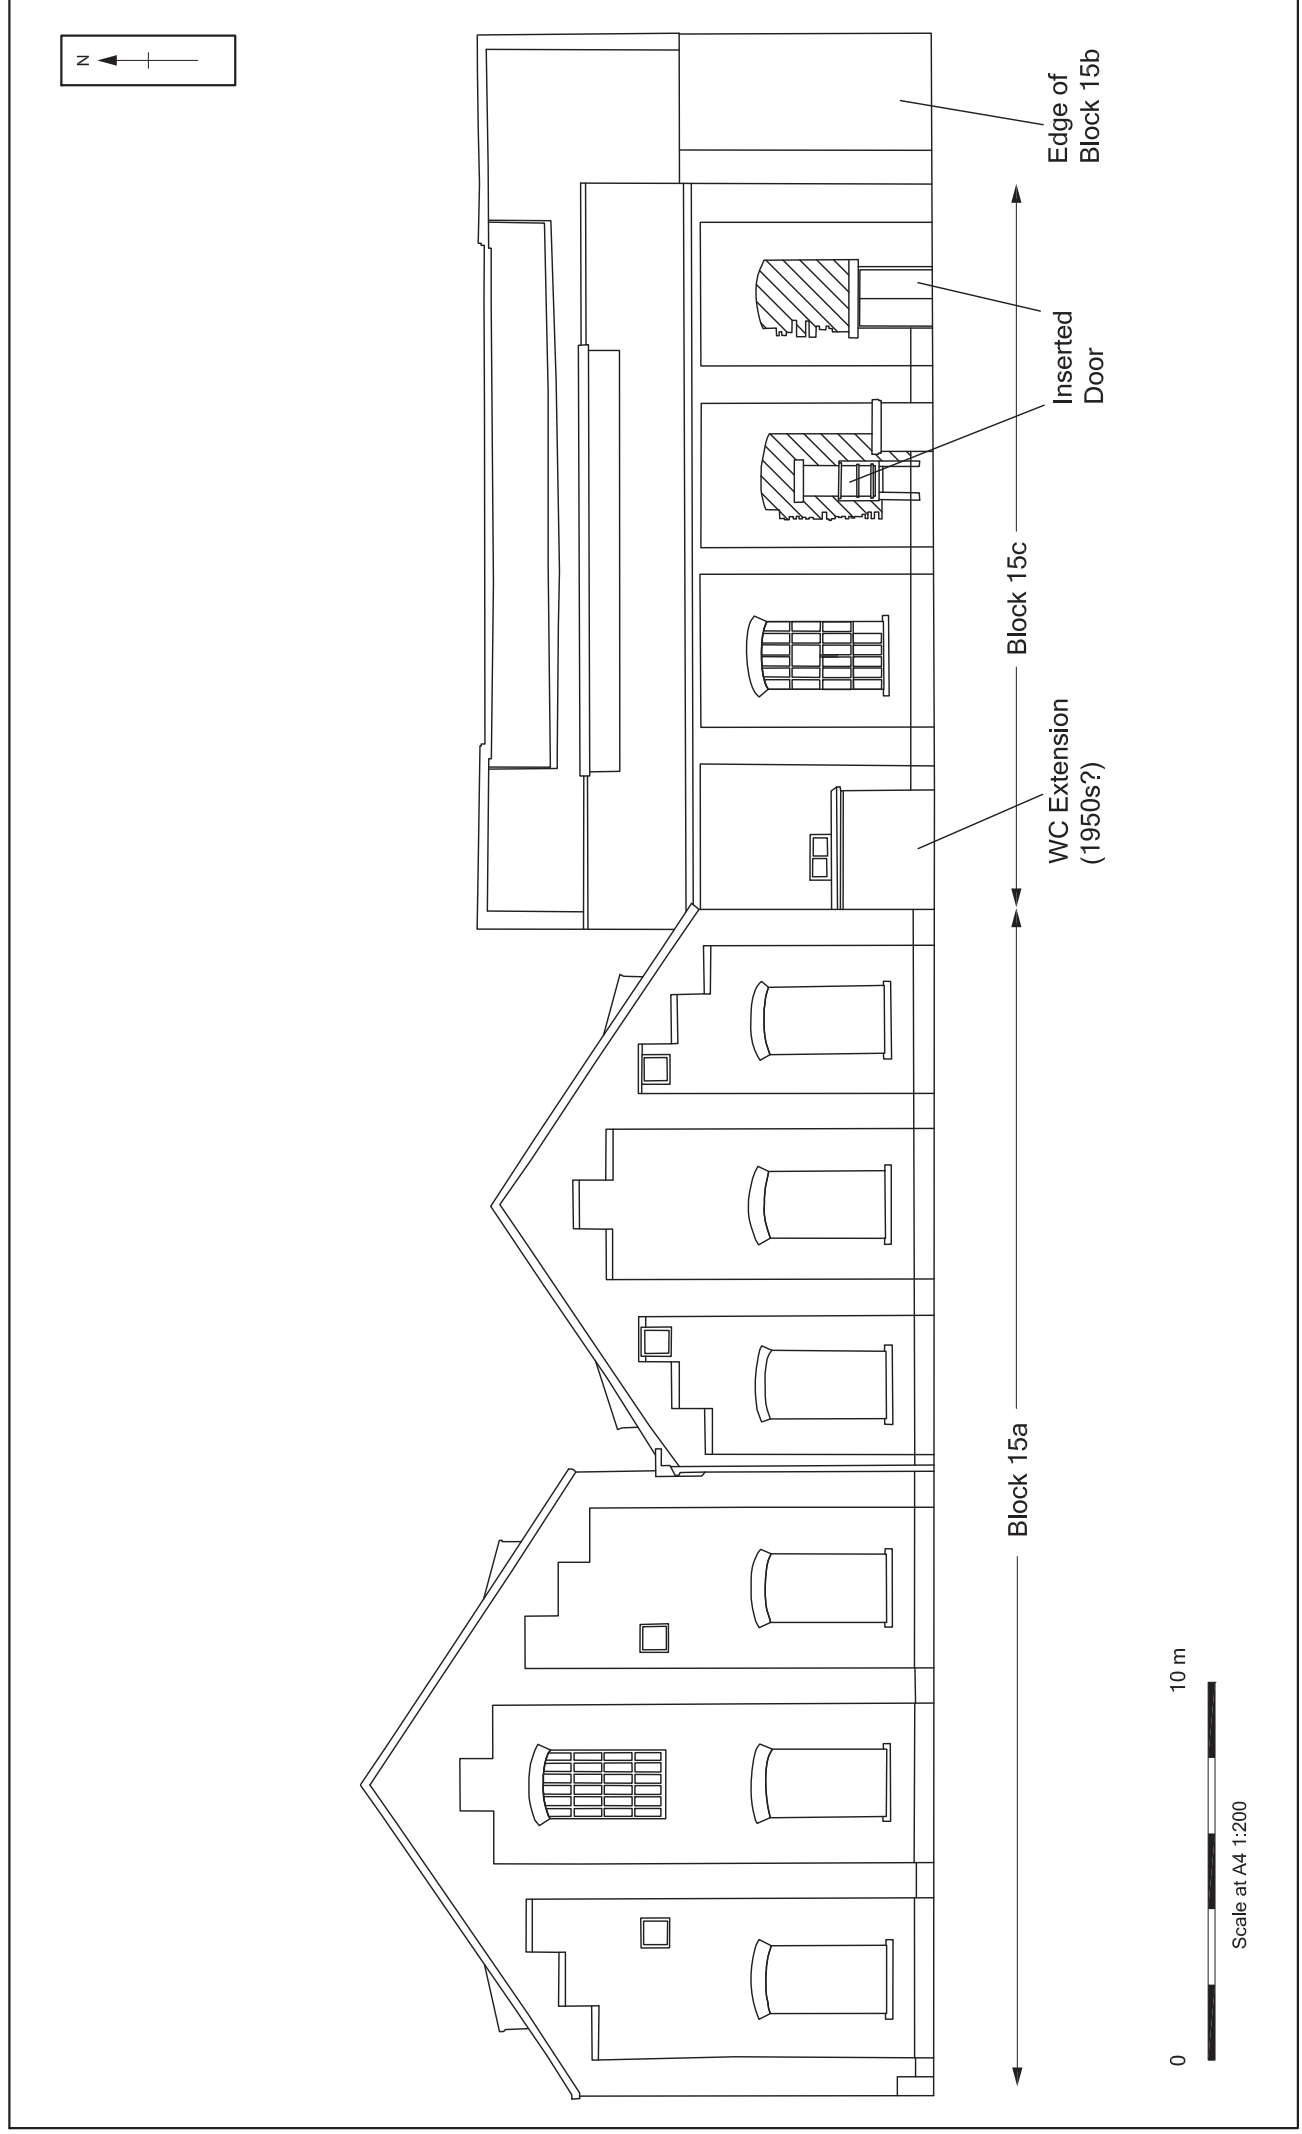 N
Edge of
Block 15b
Inserted
Door
Block 15c
WC Extension
(1950s?)
Block 15a
0
10 m
Scale at A4 1:200